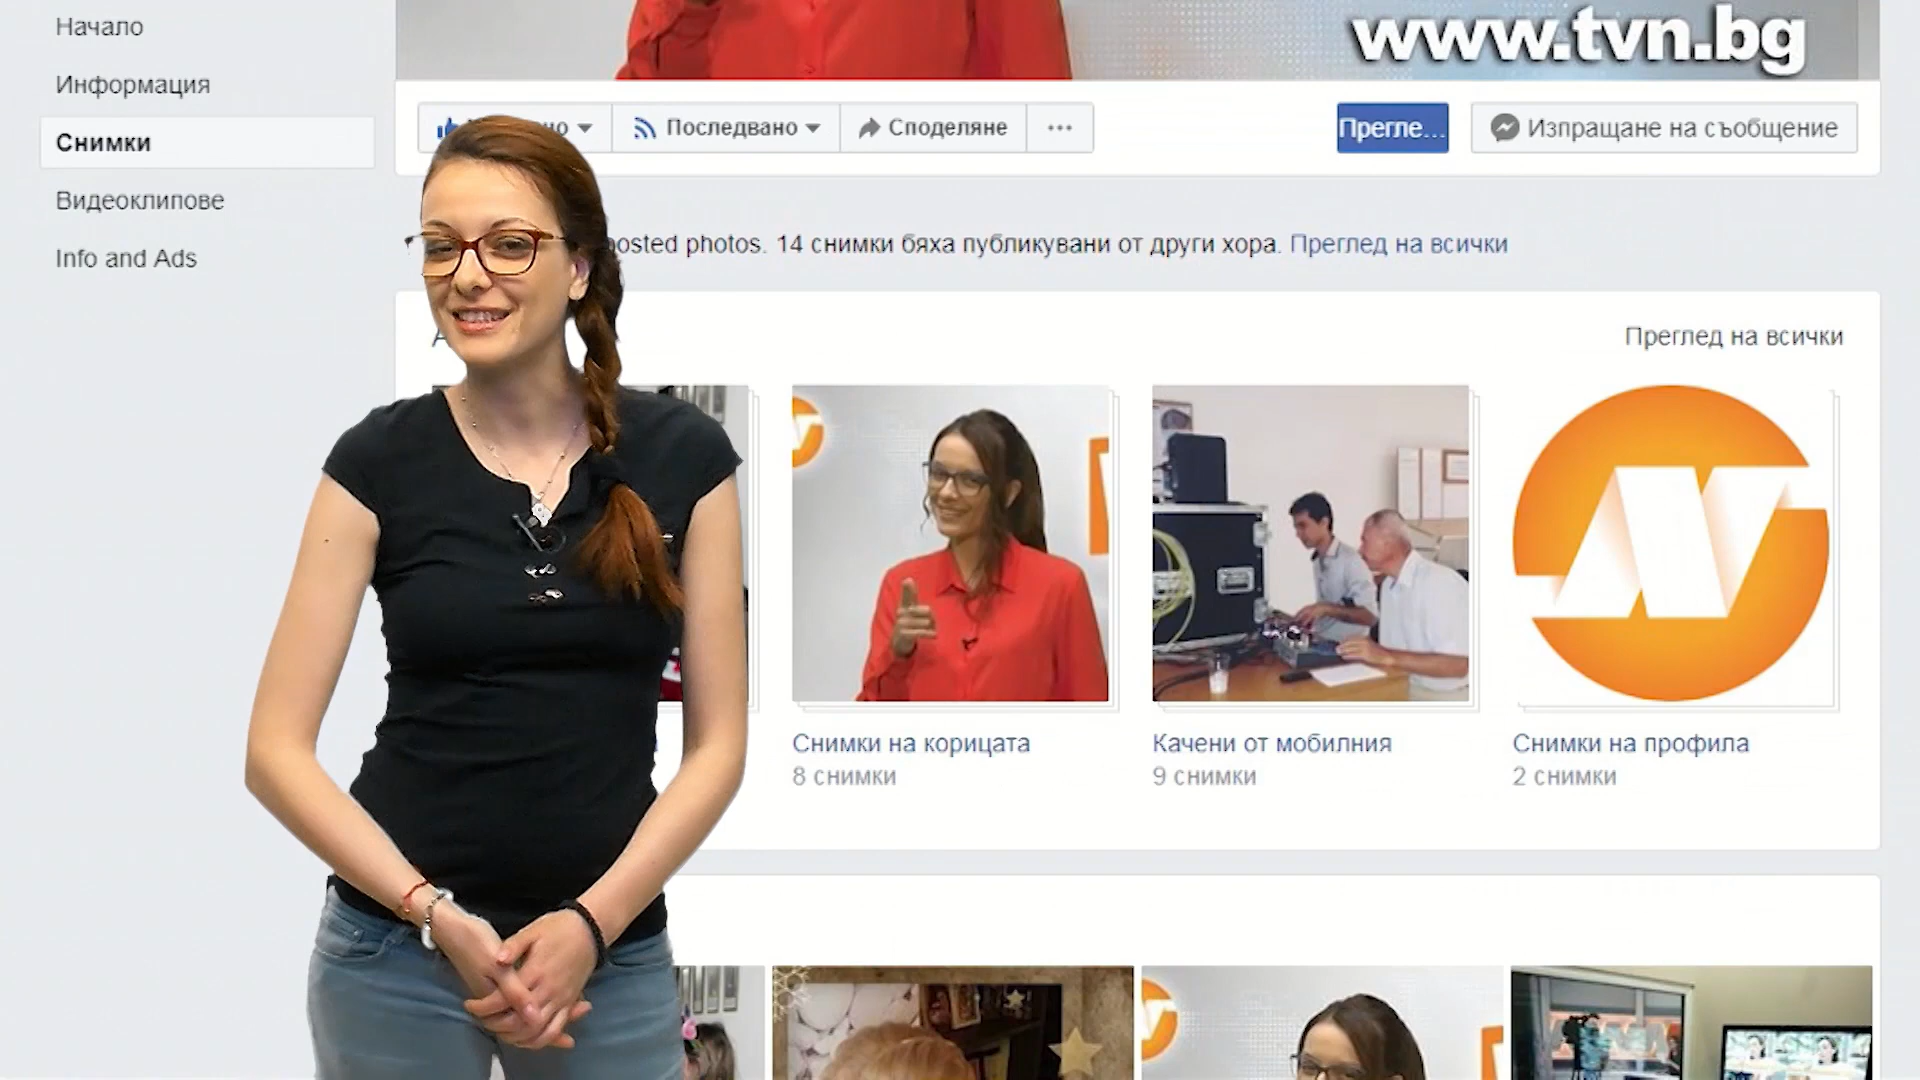 Начало
Информация
Снимки
Видеоклипове
Info and Ads
www.tvn.bg
Последвано
Споделяне
Прегле...
Изпращане на съобщение
posted photos. 14 снимки бяха публикувани от други хора. Преглед на всички
Преглед на всички
Снимки на корицата
8 снимки
Качени от мобилния
9 снимки
Снимки на профила
2 снимки